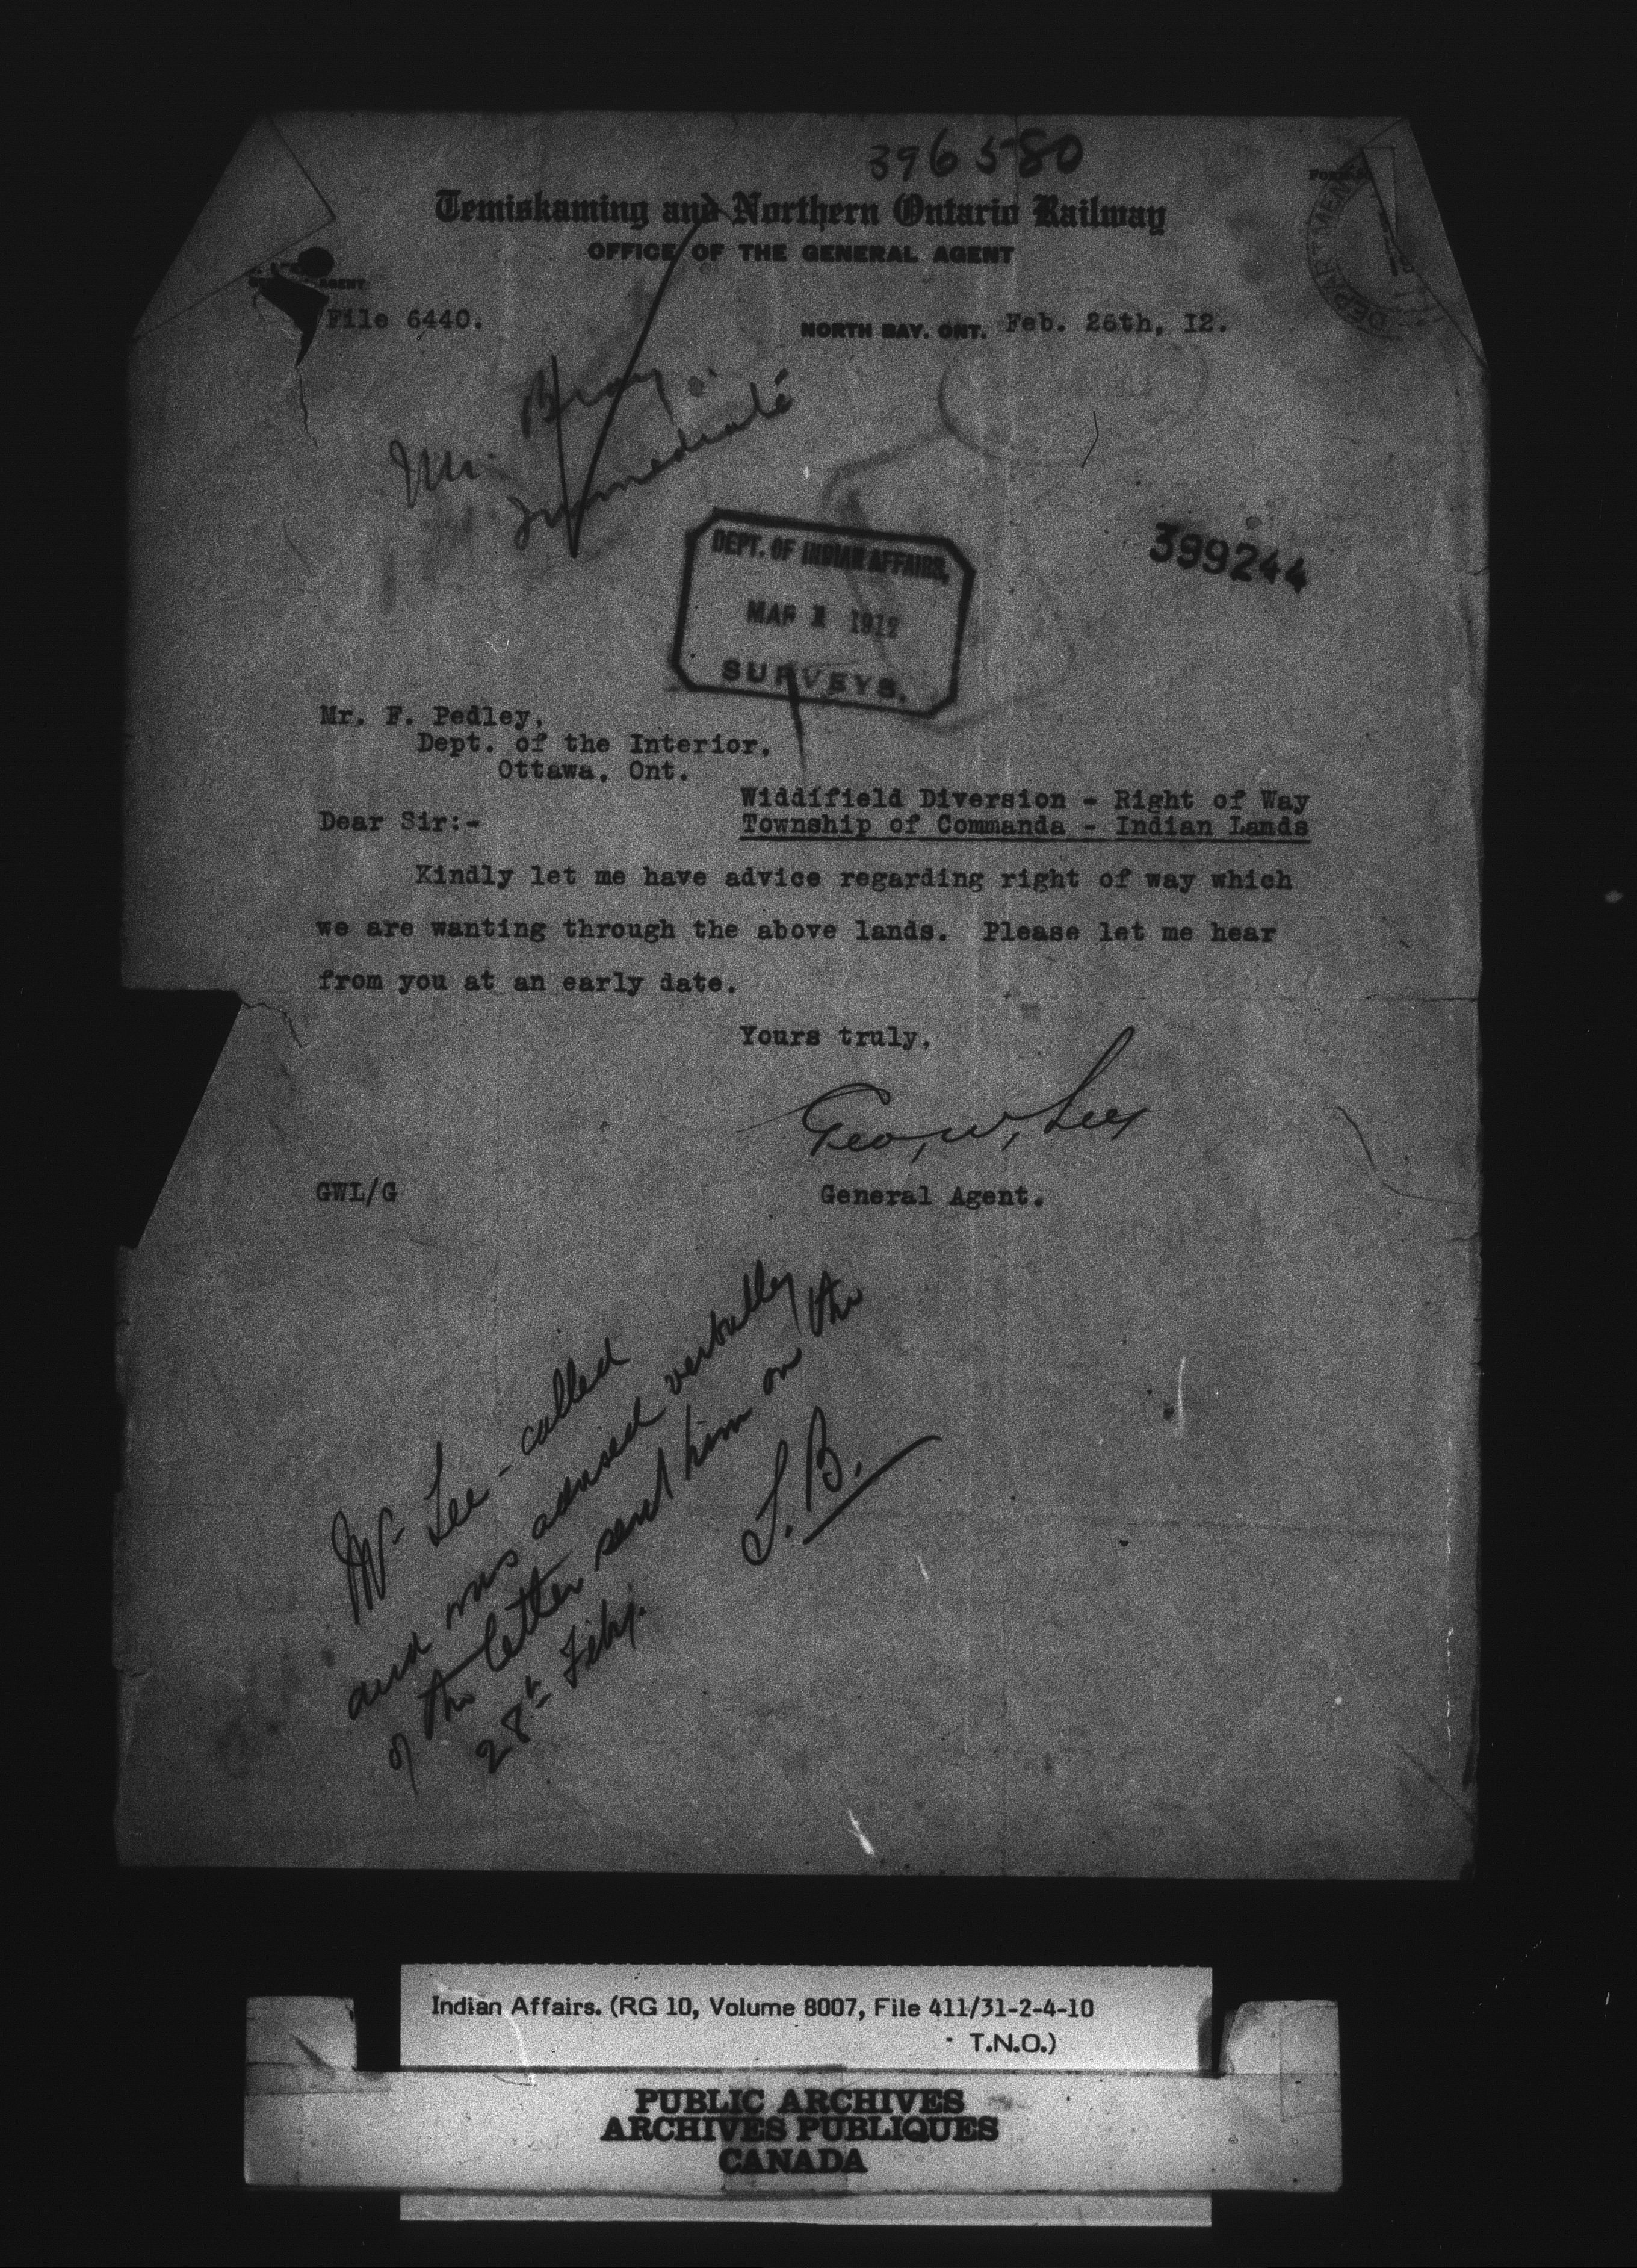 396580
Temiskaming and Northern Ontario Railway
OFFICE OF THE GENERAL AGENT
AGENT
DEPARTMEN
File 6440.
NORTH BAY. ONT. Feb. 26th, 12.
Mr. Bray
Immediate
399244
DEPT. OF INDIAN AFFAIRS,
MAR 1 1912
SURVEYS.
Mr. F. Pedley,
Dept. of the Interior,
Ottawa, Ont.
Widdifield Diversion - Right of Way
Township of Commanda - Indian Lands
Dear Sir:-
Kindly let me have advice regarding right of way which
we are wanting through the above lands. Please let me hear
from you at an early date.
Yours truly,
Geo. W. Lee
GWL/G
General Agent.
Mr Lee - called
and was advised verbally
of the letter send him on the
28th Feby.
S.B.
Indian Affairs. (RG 10, Volume 8007, File 411/31-2-4-10
T.N.O.)
PUBLIC ARCHIVES
ARCHIVES PUBLIQUES
CANADA